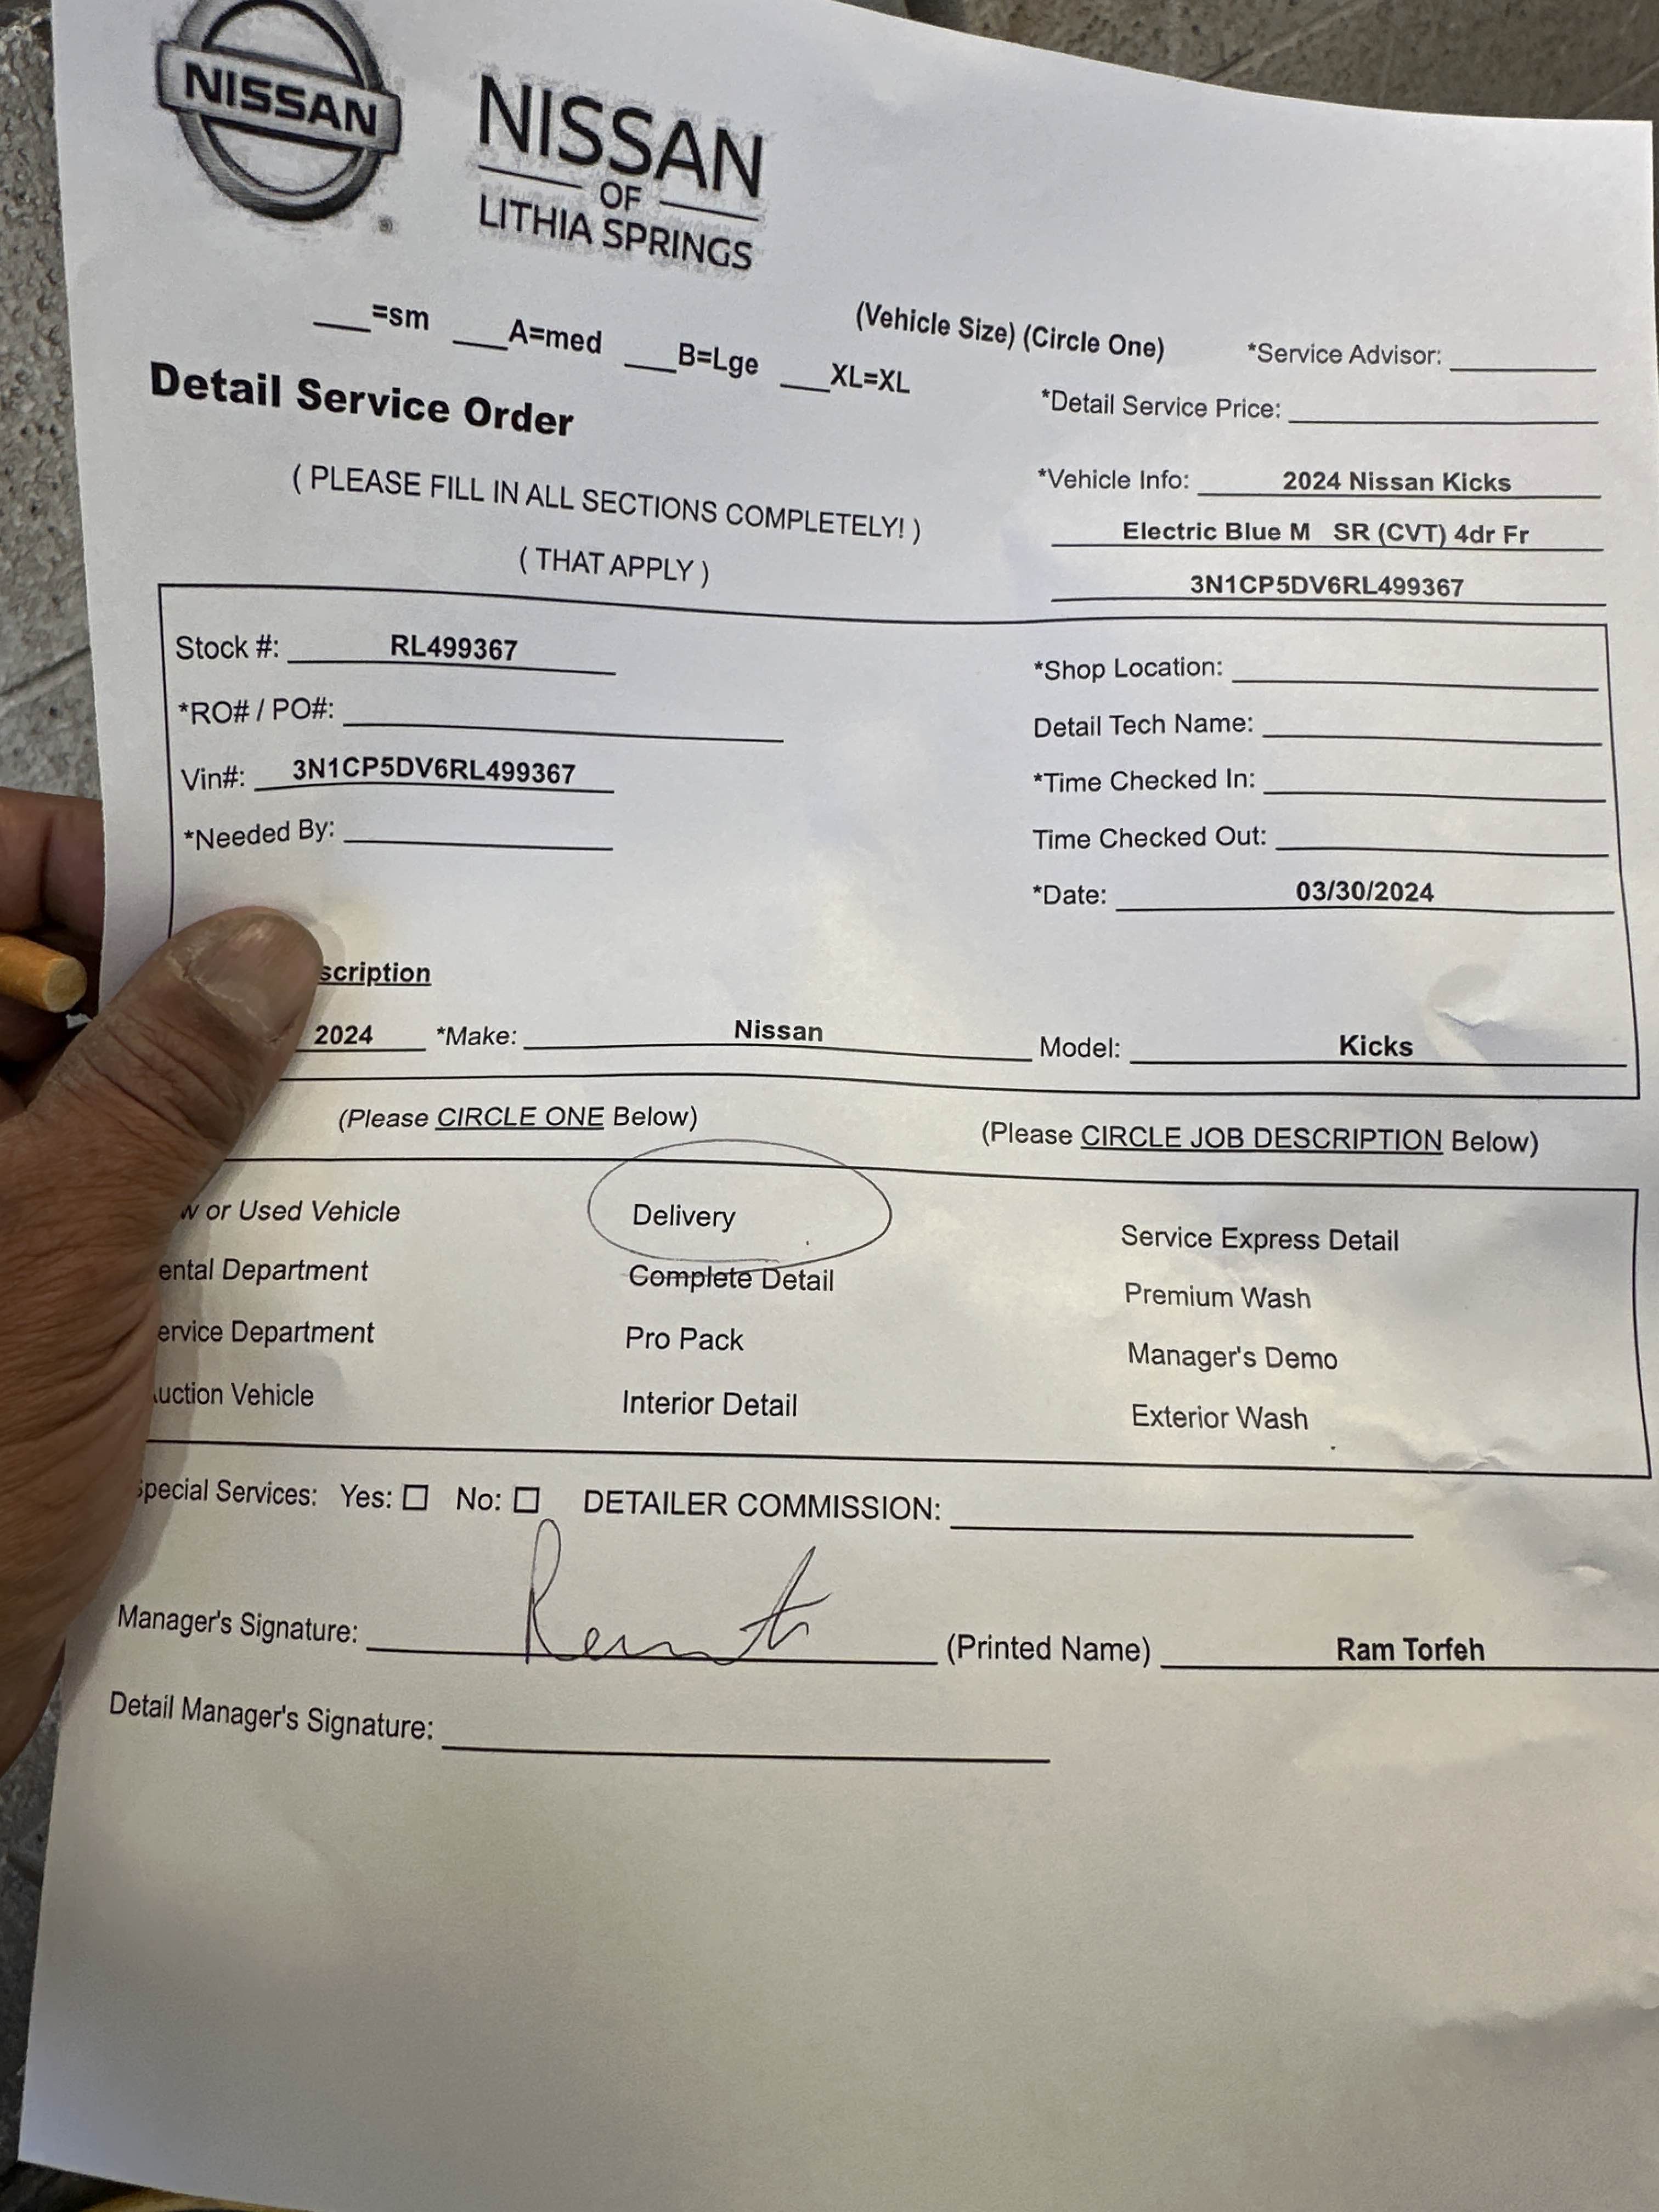 NISSAN
NISSAN
OF
LITHIA SPRINGS
___=sm ___A=med ___B=Lge ___XL=XL
(Vehicle Size) (Circle One)
*Service Advisor:
Detail Service Order
*Detail Service Price:
( PLEASE FILL IN ALL SECTIONS COMPLETELY! )
( THAT APPLY )
*Vehicle Info: 2024 Nissan Kicks
Electric Blue M SR (CVT) 4dr Fr
3N1CP5DV6RL499367
Stock #: RL499367
*Shop Location:
*RO# / PO#:
Detail Tech Name:
Vin#: 3N1CP5DV6RL499367
*Time Checked In:
*Needed By:
Time Checked Out:
*Date: 03/30/2024
scription
2024 *Make: Nissan Model: Kicks
(Please CIRCLE ONE Below) (Please CIRCLE JOB DESCRIPTION Below)
w or Used Vehicle Delivery Service Express Detail
ental Department Complete Detail Premium Wash
ervice Department Pro Pack Manager's Demo
uction Vehicle Interior Detail Exterior Wash
pecial Services: Yes: No: DETAILER COMMISSION:
Manager's Signature: (Printed Name) Ram Torfeh
Detail Manager's Signature: